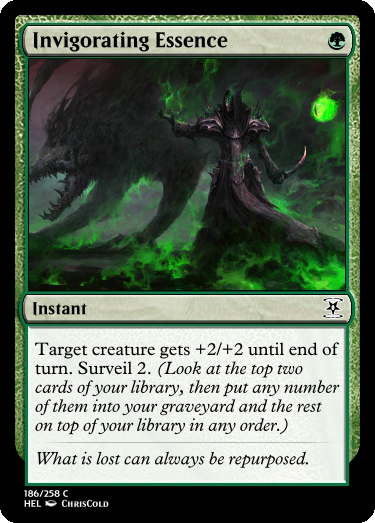 Invigorating Essence
Instant
Target creature gets +2/+2 until end of
turn. Surveil 2. (Look at the top two
cards of your library, then put any number
of them into your graveyard and the rest
on top of your library in any order.)
What is lost can always be repurposed.
186/258 C
HEL ChrisCold